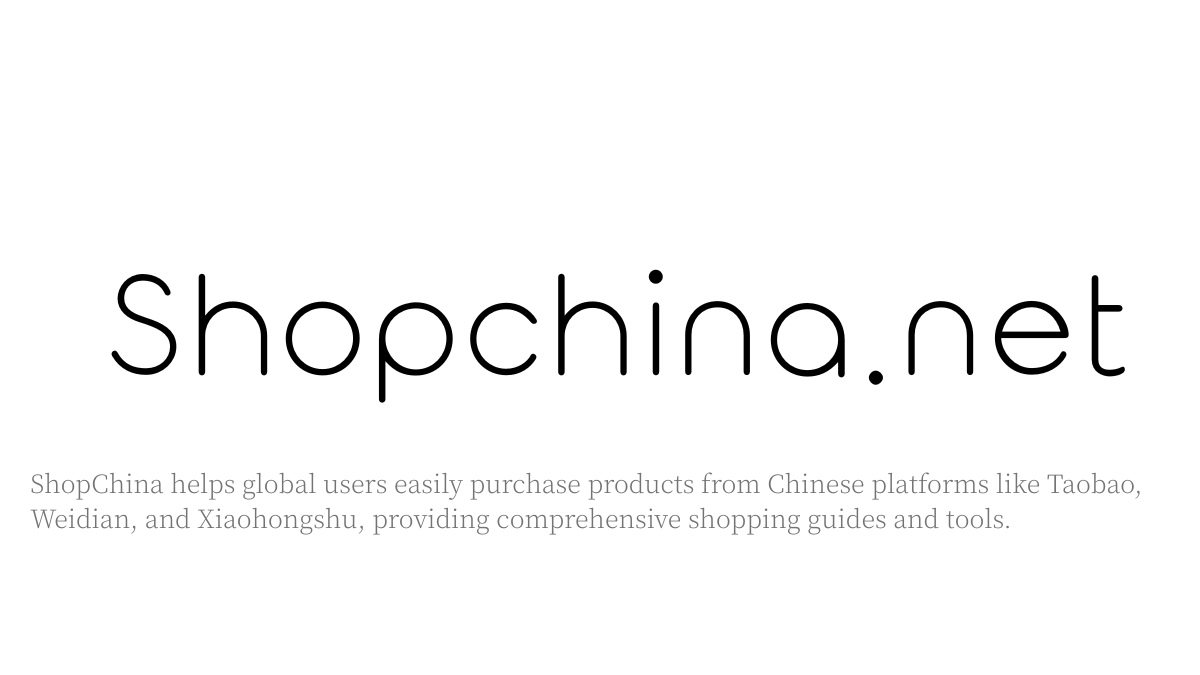 Shopchina.net
ShopChina helps global users easily purchase products from Chinese platforms like Taobao,
Weidian, and Xiaohongshu, providing comprehensive shopping guides and tools.